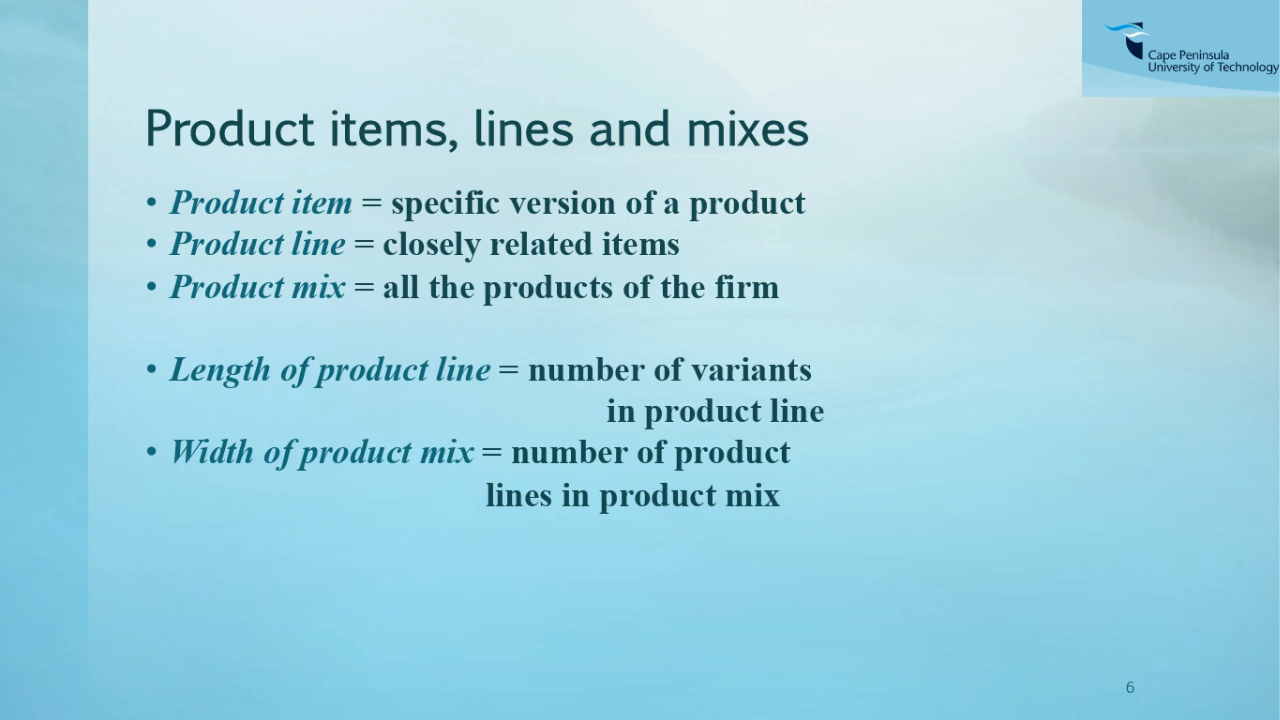 Cape Peninsula
University of Technology
Product items, lines and mixes
• Product item = specific version of a product
• Product line = closely related items
• Product mix = all the products of the firm
• Length of product line = number of variants
in product line
• Width of product mix = number of product
lines in product mix
6